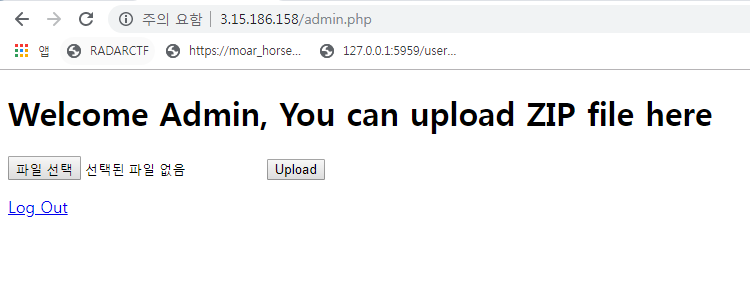 주의 요함 3.15.186.158/admin.php
앱 RADARCTF https://moar_horse... 127.0.0.1:5959/user...
Welcome Admin, You can upload ZIP file here
파일 선택 선택된 파일 없음 Upload
Log Out